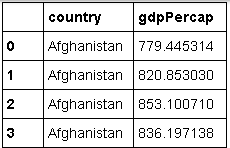 country gdpPercap
0 Afghanistan 779.445314
1 Afghanistan 820.853030
2 Afghanistan 853.100710
3 Afghanistan 836.197138